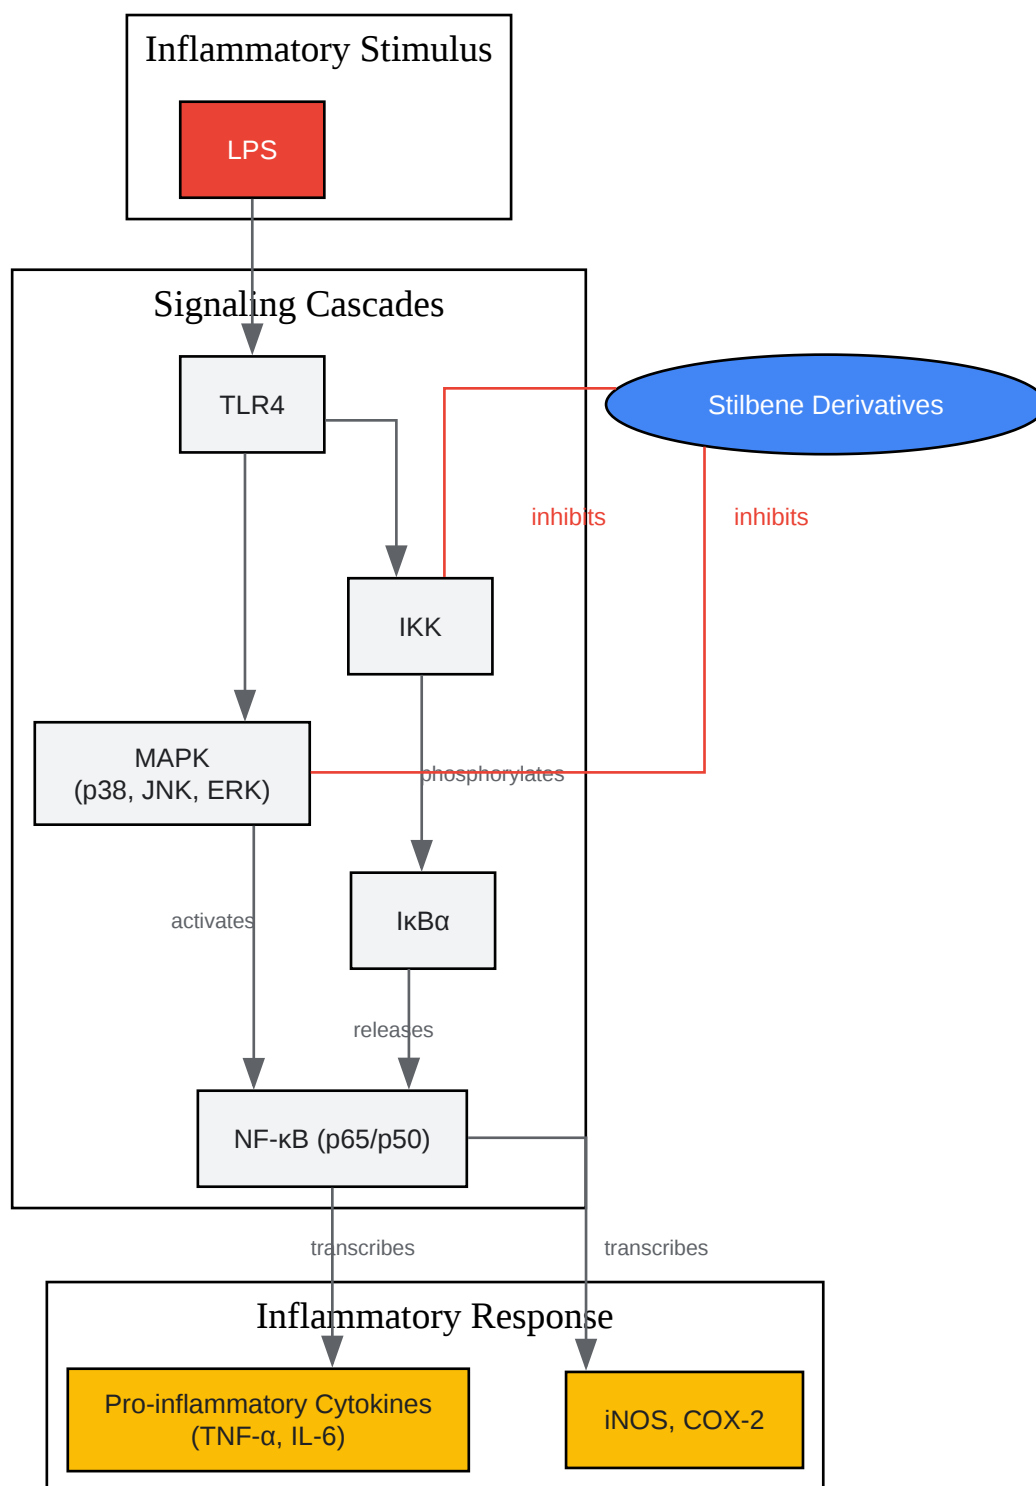 Inflammatory Stimulus
LPS
Signaling Cascades
TLR4
Stilbene Derivatives
inhibits
inhibits
IKK
MAPK
(p38, JNK, ERK)
phosphorylates
activates
IκBα
releases
NF-κB (p65/p50)
transcribes
transcribes
Inflammatory Response
Pro-inflammatory Cytokines
(TNF-α, IL-6)
iNOS, COX-2